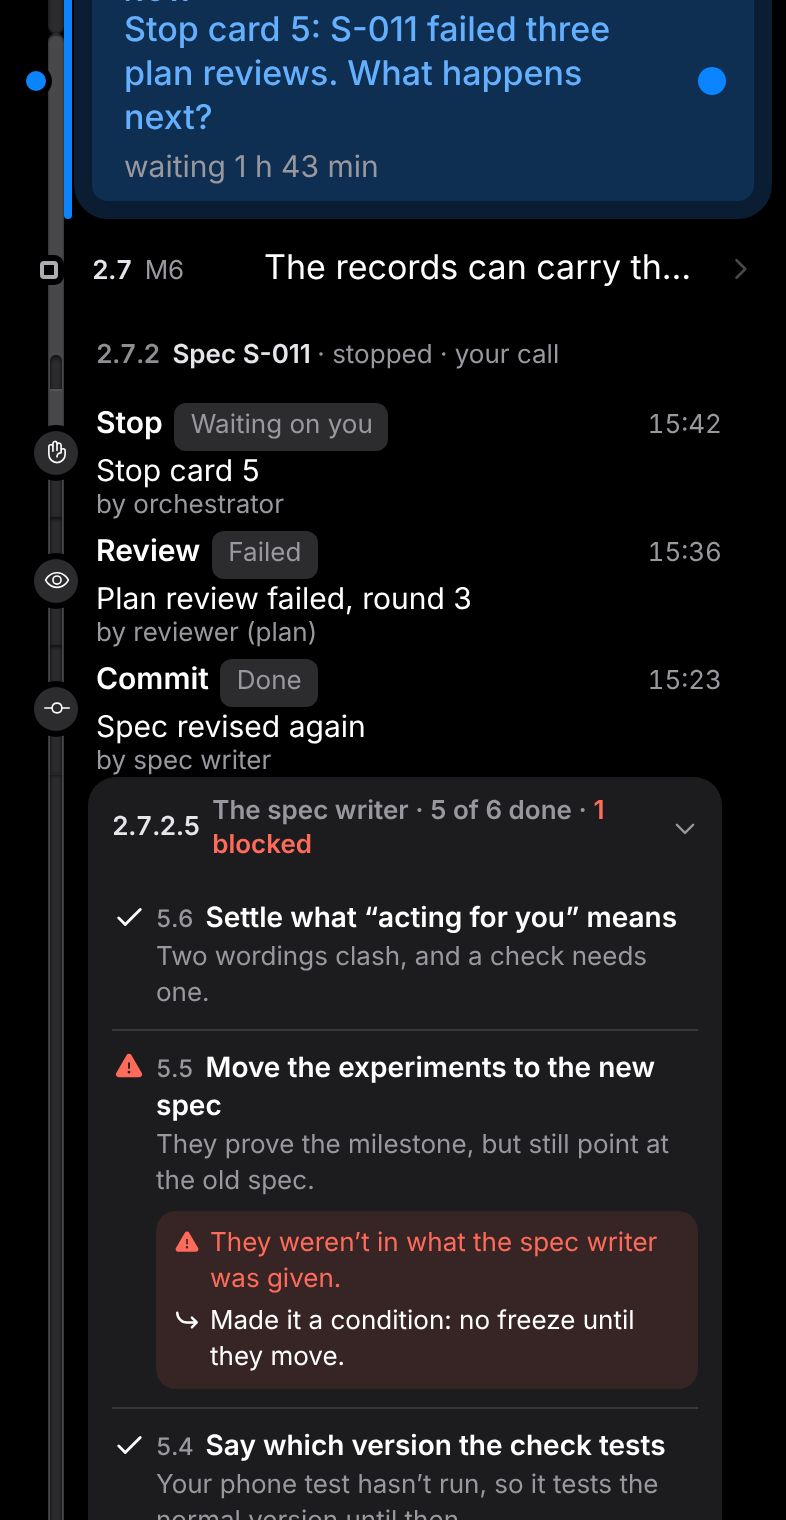 Stop card 5: S-011 failed three
plan reviews. What happens
next?
waiting 1 h 43 min
2.7 M6 The records can carry th...
2.7.2 Spec S-011 · stopped · your call
Stop Waiting on you 15:42
Stop card 5
by orchestrator
Review Failed 15:36
Plan review failed, round 3
by reviewer (plan)
Commit Done 15:23
Spec revised again
by spec writer
2.7.2.5 The spec writer · 5 of 6 done · 1
blocked
5.6 Settle what “acting for you” means
Two wordings clash, and a check needs
one.
5.5 Move the experiments to the new
spec
They prove the milestone, but still point at
the old spec.
They weren’t in what the spec writer
was given.
Made it a condition: no freeze until
they move.
5.4 Say which version the check tests
Your phone test hasn’t run, so it tests the
normal version until then